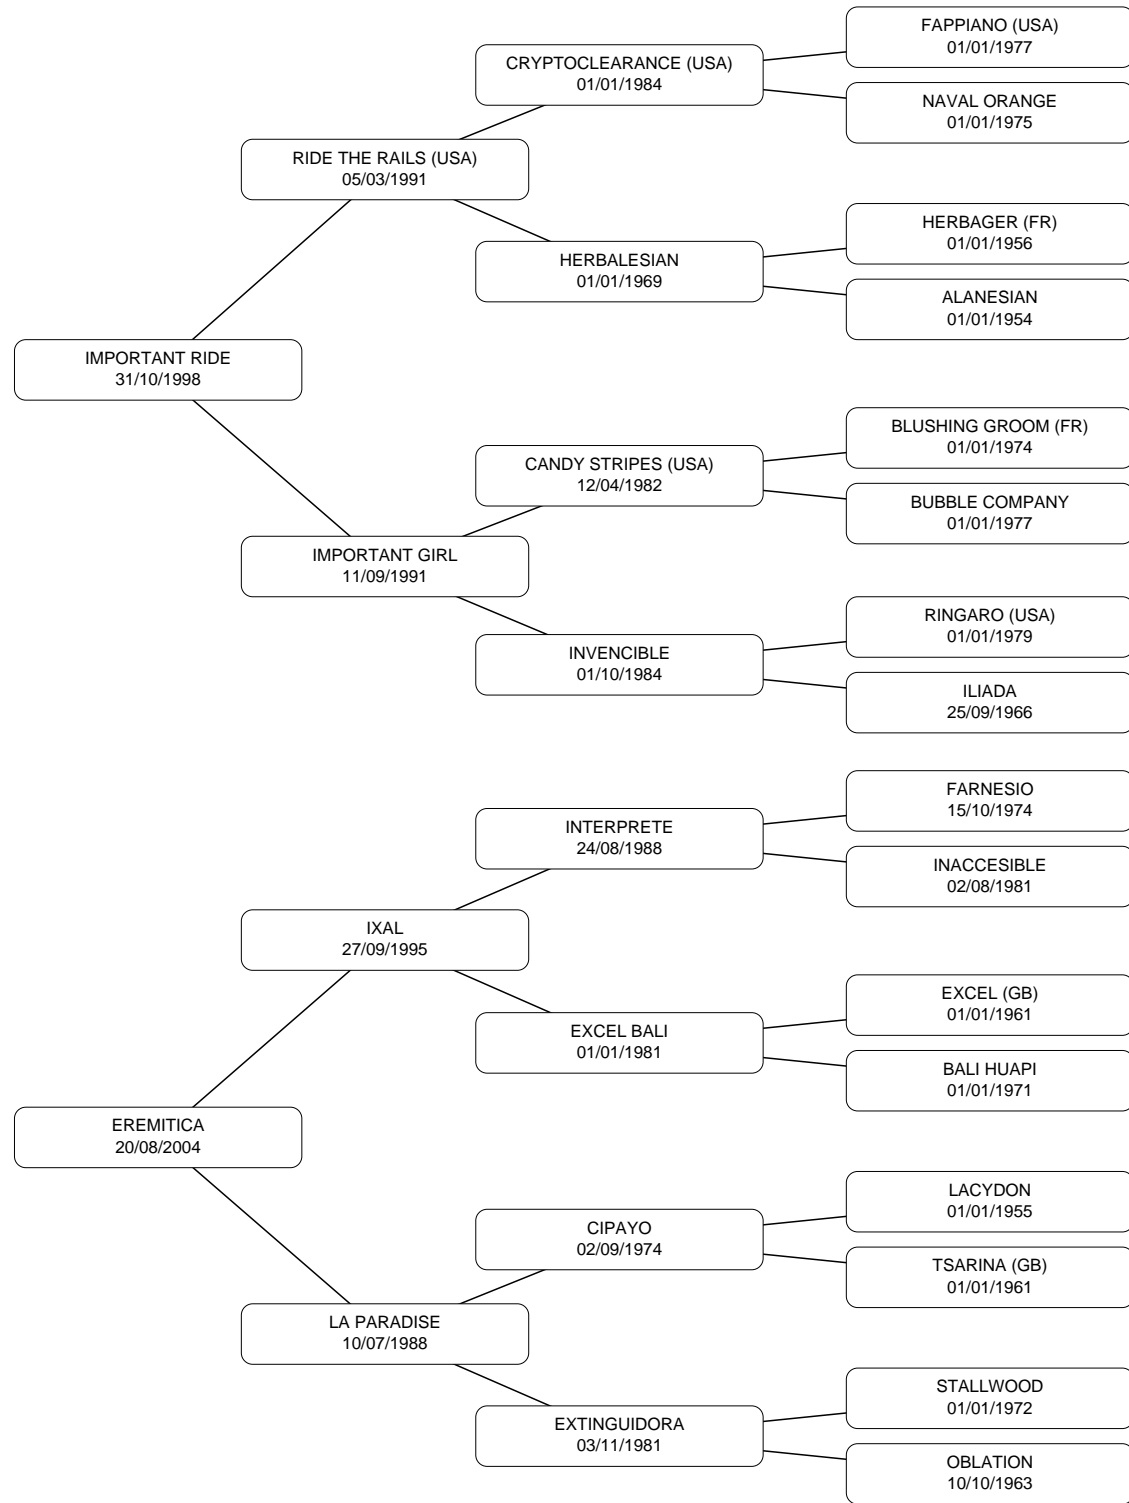 FAPPIANO (USA)
01/01/1977
CRYPTOCLEARANCE (USA)
01/01/1984
NAVAL ORANGE
01/01/1975
RIDE THE RAILS (USA)
05/03/1991
HERBAGER (FR)
01/01/1956
HERBALESIAN
01/01/1969
ALANESIAN
01/01/1954
IMPORTANT RIDE
31/10/1998
BLUSHING GROOM (FR)
01/01/1974
CANDY STRIPES (USA)
12/04/1982
BUBBLE COMPANY
01/01/1977
IMPORTANT GIRL
11/09/1991
RINGARO (USA)
01/01/1979
INVENCIBLE
01/10/1984
ILIADA
25/09/1966
FARNESIO
15/10/1974
INTERPRETE
24/08/1988
INACCESIBLE
02/08/1981
IXAL
27/09/1995
EXCEL (GB)
01/01/1961
EXCEL BALI
01/01/1981
BALI HUAPI
01/01/1971
EREMITICA
20/08/2004
LACYDON
01/01/1955
CIPAYO
02/09/1974
TSARINA (GB)
01/01/1961
LA PARADISE
10/07/1988
STALLWOOD
01/01/1972
EXTINGUIDORA
03/11/1981
OBLATION
10/10/1963